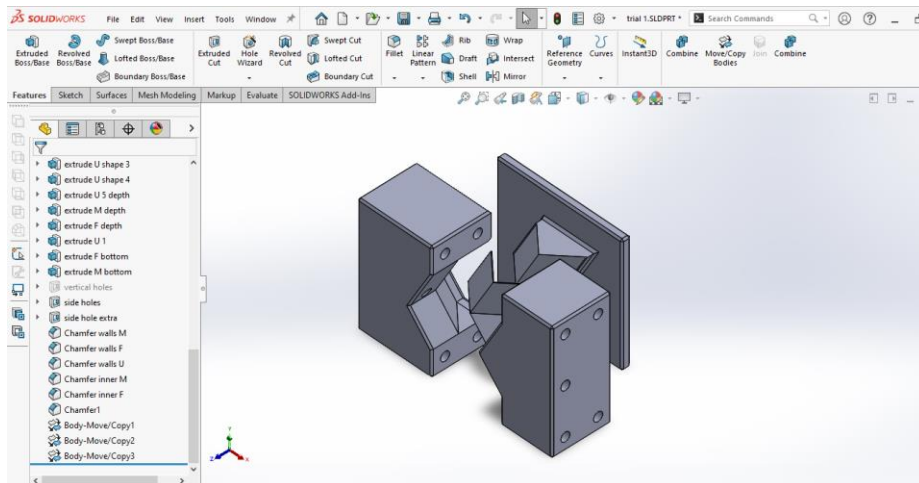 SOLIDWORKS File Edit View Insert Tools Window trial 1.SLDPRT * Search Commands
Extruded Boss/Base Revolved Boss/Base Swept Boss/Base Lofted Boss/Base Boundary Boss/Base Extruded Cut Hole Wizard Revolved Cut Swept Cut Lofted Cut Boundary Cut Fillet Linear Pattern Rib Draft Shell Wrap Intersect Mirror Reference Geometry Curves Instant3D Combine Move/Copy Bodies Join Combine
Features Sketch Surfaces Mesh Modeling Markup Evaluate SOLIDWORKS Add-Ins
extrude U shape 3
extrude U shape 4
extrude U 5 depth
extrude M depth
extrude F depth
extrude U 1
extrude F bottom
extrude M bottom
vertical holes
side holes
side hole extra
Chamfer walls M
Chamfer walls F
Chamfer walls U
Chamfer inner M
Chamfer inner F
Chamfer1
Body-Move/Copy1
Body-Move/Copy2
Body-Move/Copy3